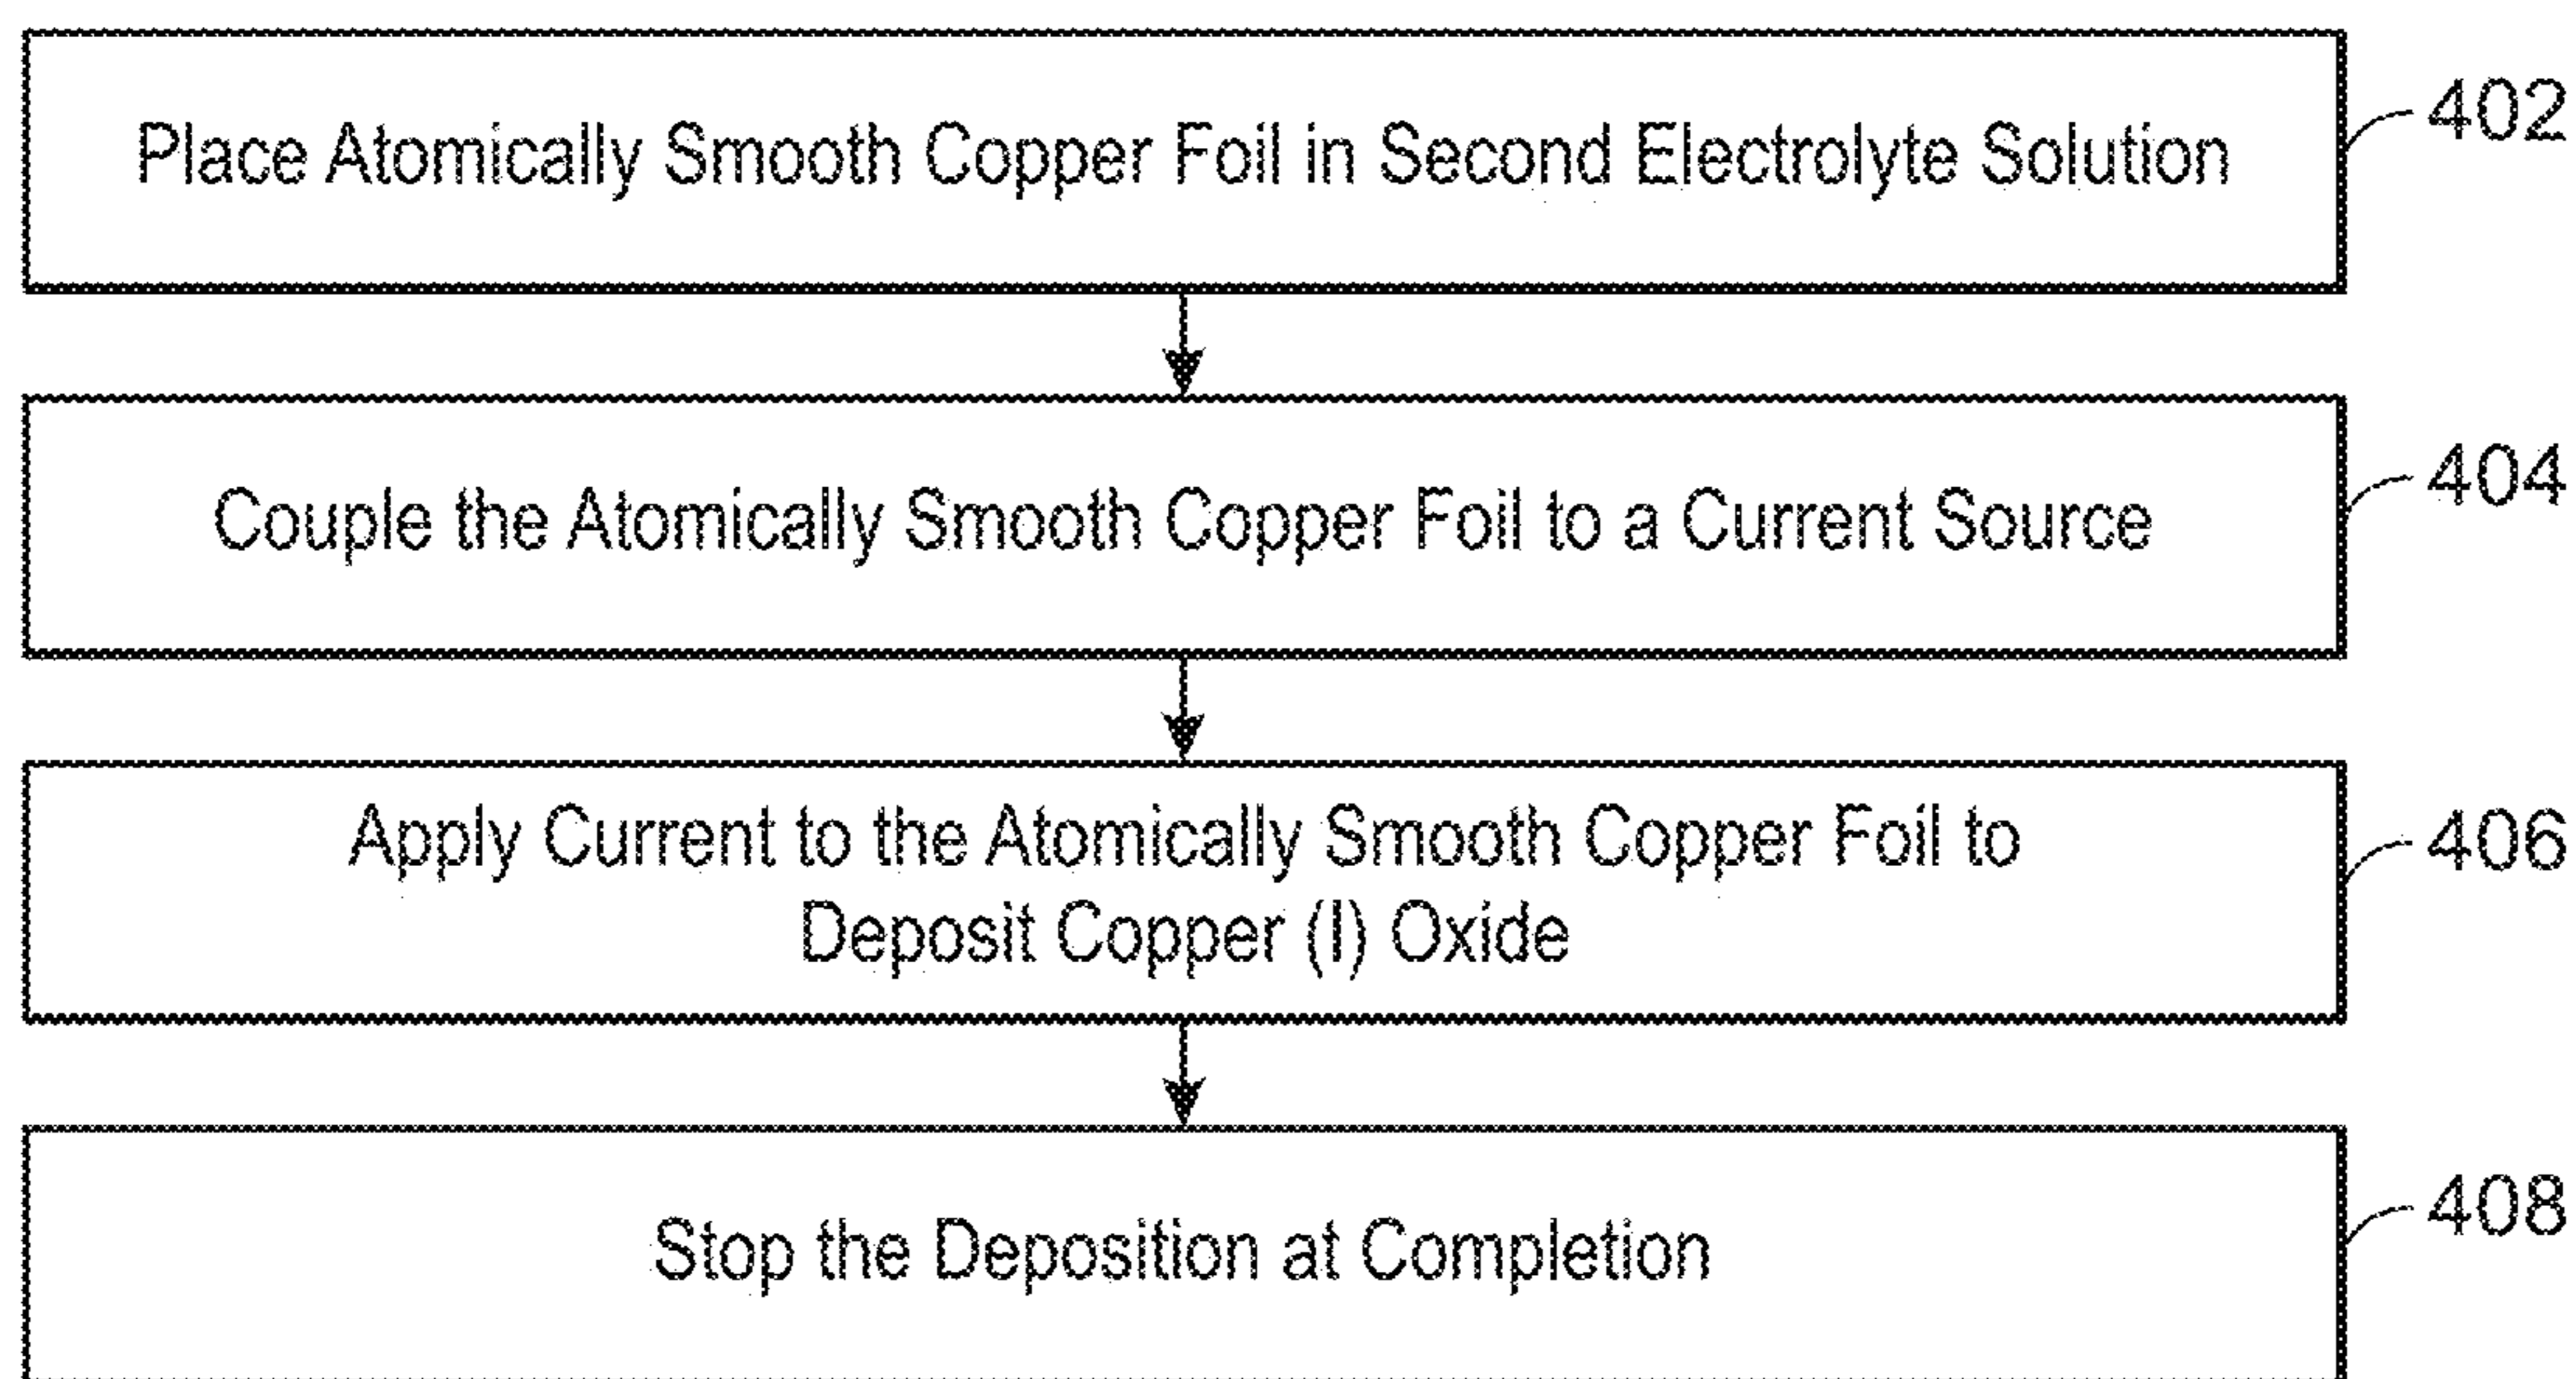 Place Atomically Smooth Copper Foil in Second Electrolyte Solution
402
Couple the Atomically Smooth Copper Foil to a Current Source
404
Apply Current to the Atomically Smooth Copper Foil to
Deposit Copper (I) Oxide
406
Stop the Deposition at Completion
408